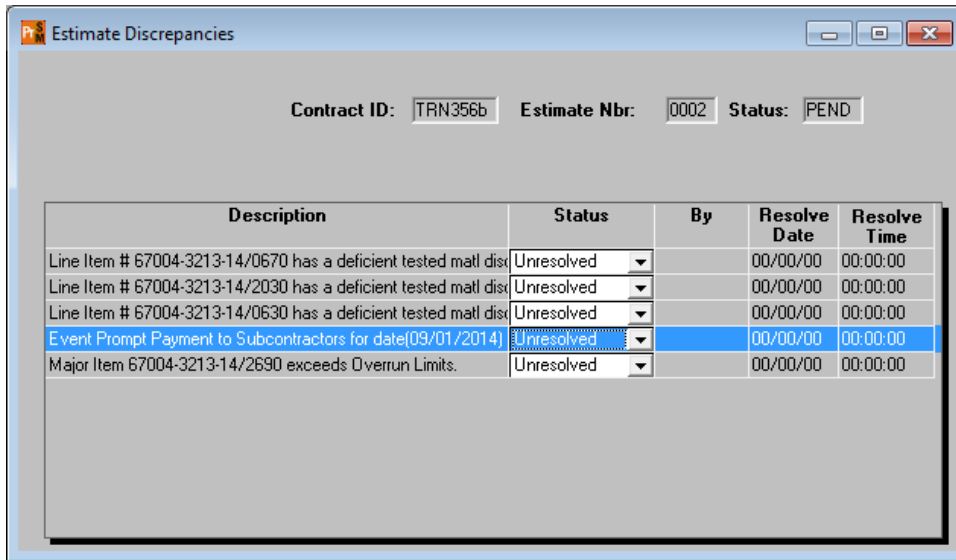 Estimate Discrepancies
Contract ID: TRN356b Estimate Nbr: 0002 Status: PEND
Description Status By Resolve Date Resolve Time
Line Item # 67004-3213-14/0670 has a deficient tested matl disc Unresolved 00/00/00 00:00:00
Line Item # 67004-3213-14/2030 has a deficient tested matl disc Unresolved 00/00/00 00:00:00
Line Item # 67004-3213-14/0630 has a deficient tested matl disc Unresolved 00/00/00 00:00:00
Event Prompt Payment to Subcontractors for date(09/01/2014) Unresolved 00/00/00 00:00:00
Major Item 67004-3213-14/2690 exceeds Overrun Limits. Unresolved 00/00/00 00:00:00